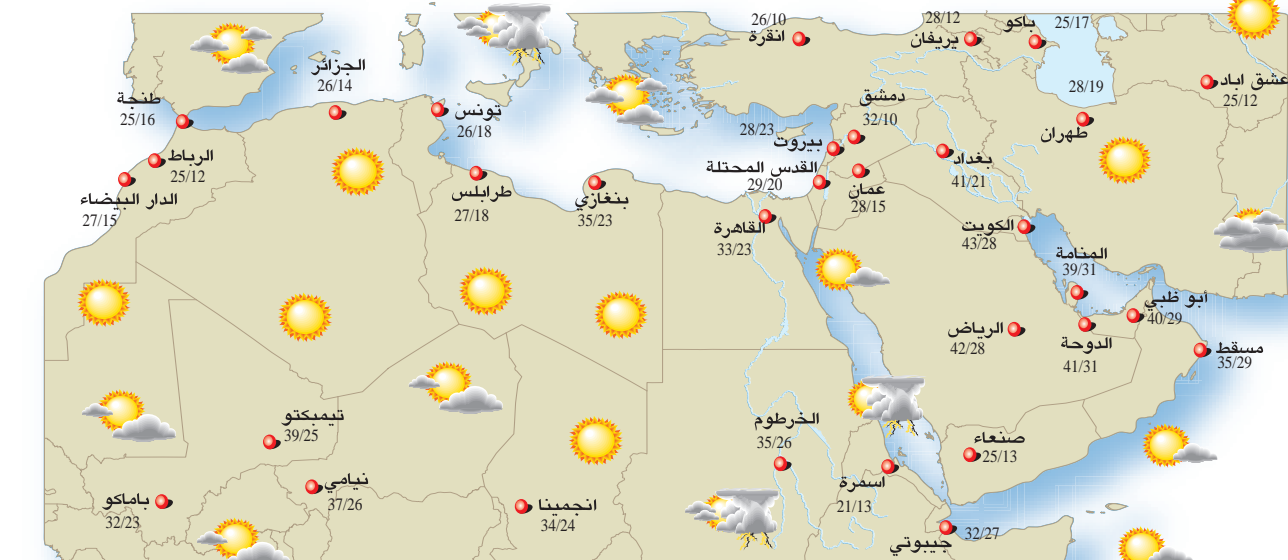 26/10
انقرة
28/12
يريفان
باكو
25/17
عشق اباد
25/12
28/19
طهران
الجزائر
26/14
طنجة
25/16
تونس
26/18
دمشق
32/10
28/23
بيروت
الرباط
25/12
القدس المحتلة
29/20
بغداد
41/21
الدار البيضاء
27/15
طرابلس
27/18
بنغازي
35/23
عمان
28/15
القاهرة
33/23
الكويت
43/28
المنامة
39/31
أبو ظبي
40/29
الرياض
42/28
الدوحة
41/31
مسقط
35/29
تيمبكتو
39/25
الخرطوم
35/26
صنعاء
25/13
نيامي
37/26
باماكو
32/23
انجمينا
34/24
اسمرة
21/13
32/27
جيبوتي